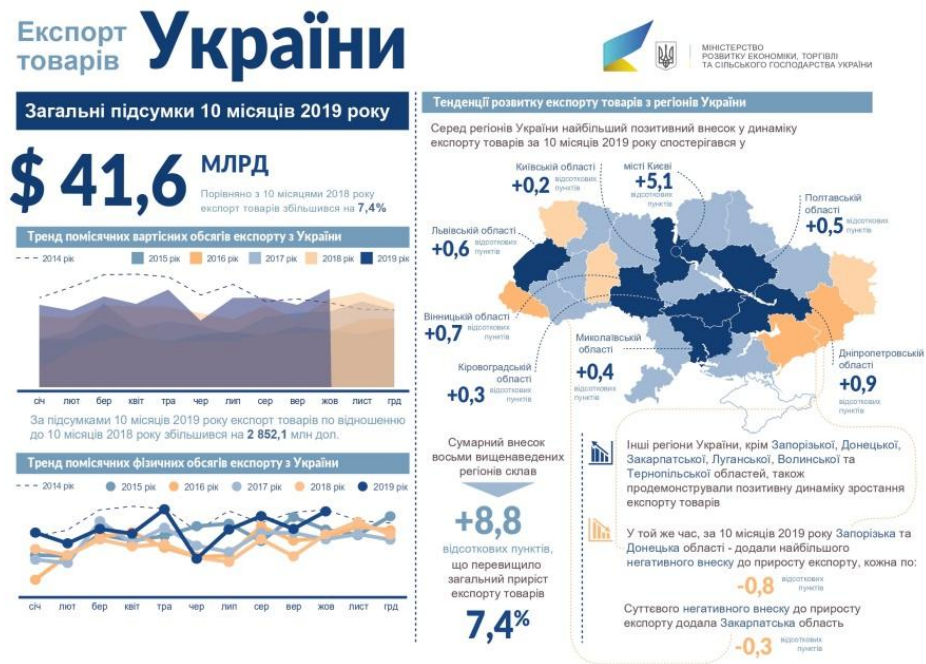 Експорт
товарів
України
МІНІСТЕРСТВО
РОЗВИТКУ ЕКОНОМІКИ, ТОРГІВЛІ
ТА СІЛЬСЬКОГО ГОСПОДАРСТВА УКРАЇНИ
Загальні підсумки 10 місяців 2019 року
$ 41,6 МЛРД
Порівняно з 10 місяцями 2018 року
експорт товарів збільшився на 7,4%
Тренд помісячних вартісних обсягів експорту з України
2014 рік 2015 рік 2016 рік 2017 рік 2018 рік 2019 рік
січ лют бер квіт тра чер лип сер вер жов лист грд
За підсумками 10 місяців 2019 року експорт товарів по відношенню
до 10 місяців 2018 року збільшився на 2 852,1 млн дол.
Тренд помісячних фізичних обсягів експорту з України
2014 рік 2015 рік 2016 рік 2017 рік 2018 рік 2019 рік
січ лют бер квіт тра чер лип сер вер жов лист грд
Тенденції розвитку експорту товарів з регіонів України
Серед регіонів України найбільший позитивний внесок у динаміку
експорту товарів за 10 місяців 2019 року спостерігався у
Київській області
+0,2 відсоткових
пунктів
місті Києві
+5,1
відсоткових
пунктів
Полтавській
області
+0,5 відсоткових
пунктів
Львівській області
+0,6 відсоткових
пунктів
Вінницькій області
+0,7 відсоткових
пунктів
Миколаївській
області
+0,4
відсоткових
пунктів
Кіровоградській
області
+0,3 відсоткових
пунктів
Дніпропетровській
області
+0,9 відсоткових
пунктів
Сумарний внесок
восьми вищенаведених
регіонів склав
+8,8
відсоткових пунктів,
що перевищило
загальний приріст
експорту товарів
7,4%
Інші регіони України, крім Запорізької, Донецької,
Закарпатської, Луганської, Волинської та
Тернопільської областей, також
продемонстрували позитивну динаміку зростання
експорту товарів
У той же час, за 10 місяців 2019 року Запорізька та
Донецька області - додали найбільшого
негативного внеску до приросту експорту, кожна по:
-0,8 відсоткових
пунктів
Суттєвого негативного внеску до приросту
експорту додала Закарпатська область
-0,3 відсоткових
пунктів